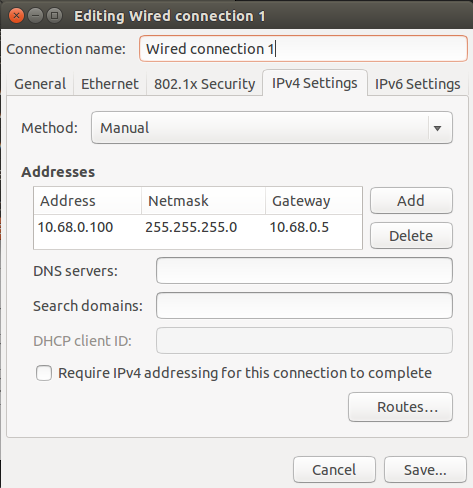 Editing Wired connection 1
Connection name: Wired connection 1
General Ethernet 802.1x Security IPv4 Settings IPv6 Settings
Method: Manual
Addresses
Address Netmask Gateway Add
10.68.0.100 255.255.255.0 10.68.0.5
Delete
DNS servers:
Search domains:
DHCP client ID:
Require IPv4 addressing for this connection to complete
Routes...
Cancel Save...